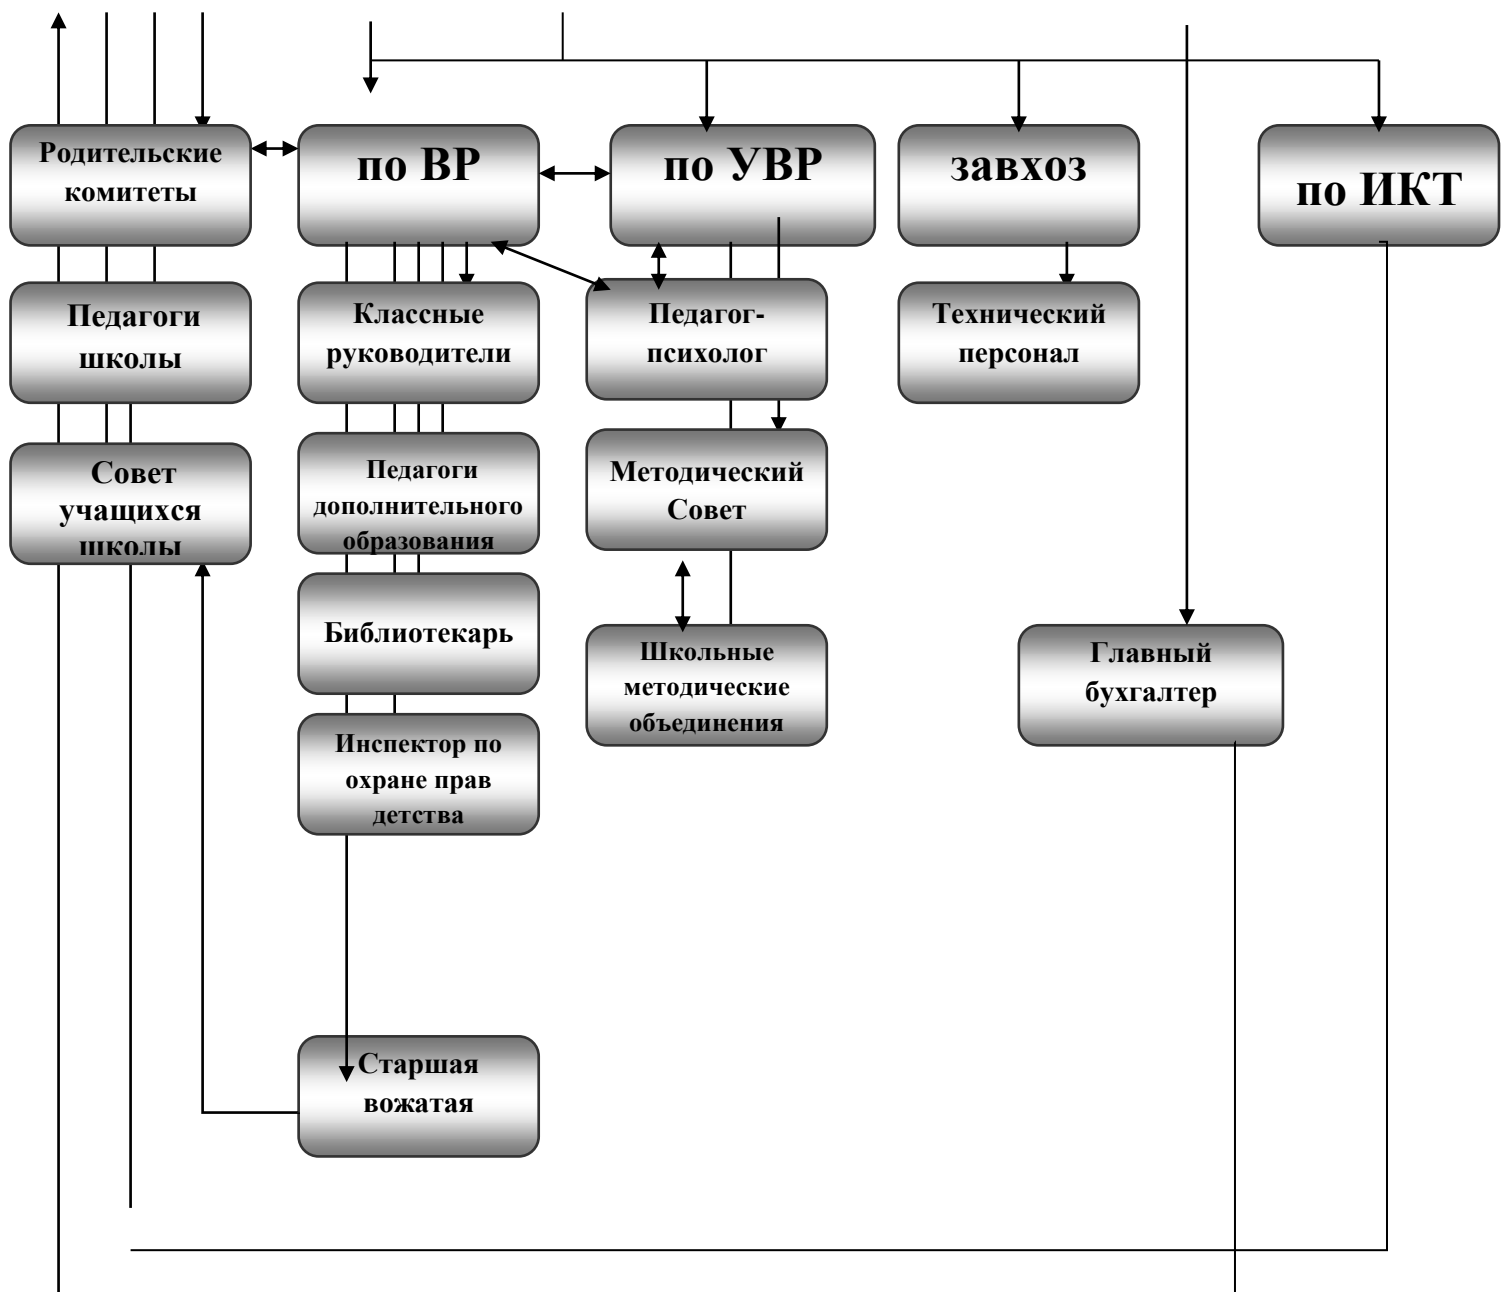 Родительские
комитеты
по ВР
по УВР
завхоз
по ИКТ
Педагоги
школы
Классные
руководители
Педагог-
психолог
Технический
персонал
Совет
учащихся
школы
Педагоги
дополнительного
образования
Методический
Совет
Библиотекарь
Школьные
методические
объединения
Главный
бухгалтер
Инспектор по
охране прав
детства
Старшая
вожатая